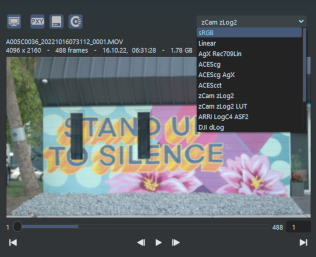 PXY
zCam zLog2
A005C0036_20221016073112_0001.MOV
4096 x 2160 - 488 frames - 16.10.22, 06:31:28 - 1.78 GB
sRGB
Linear
AgX Rec709Lin
ACEScg
ACEScg AgX
ACEScct
zCam zLog2
zCam zLog2 LUT
ARRI LogC4 ASF2
DJI dLog
STAND UP
TO SILENCE
1
488
1